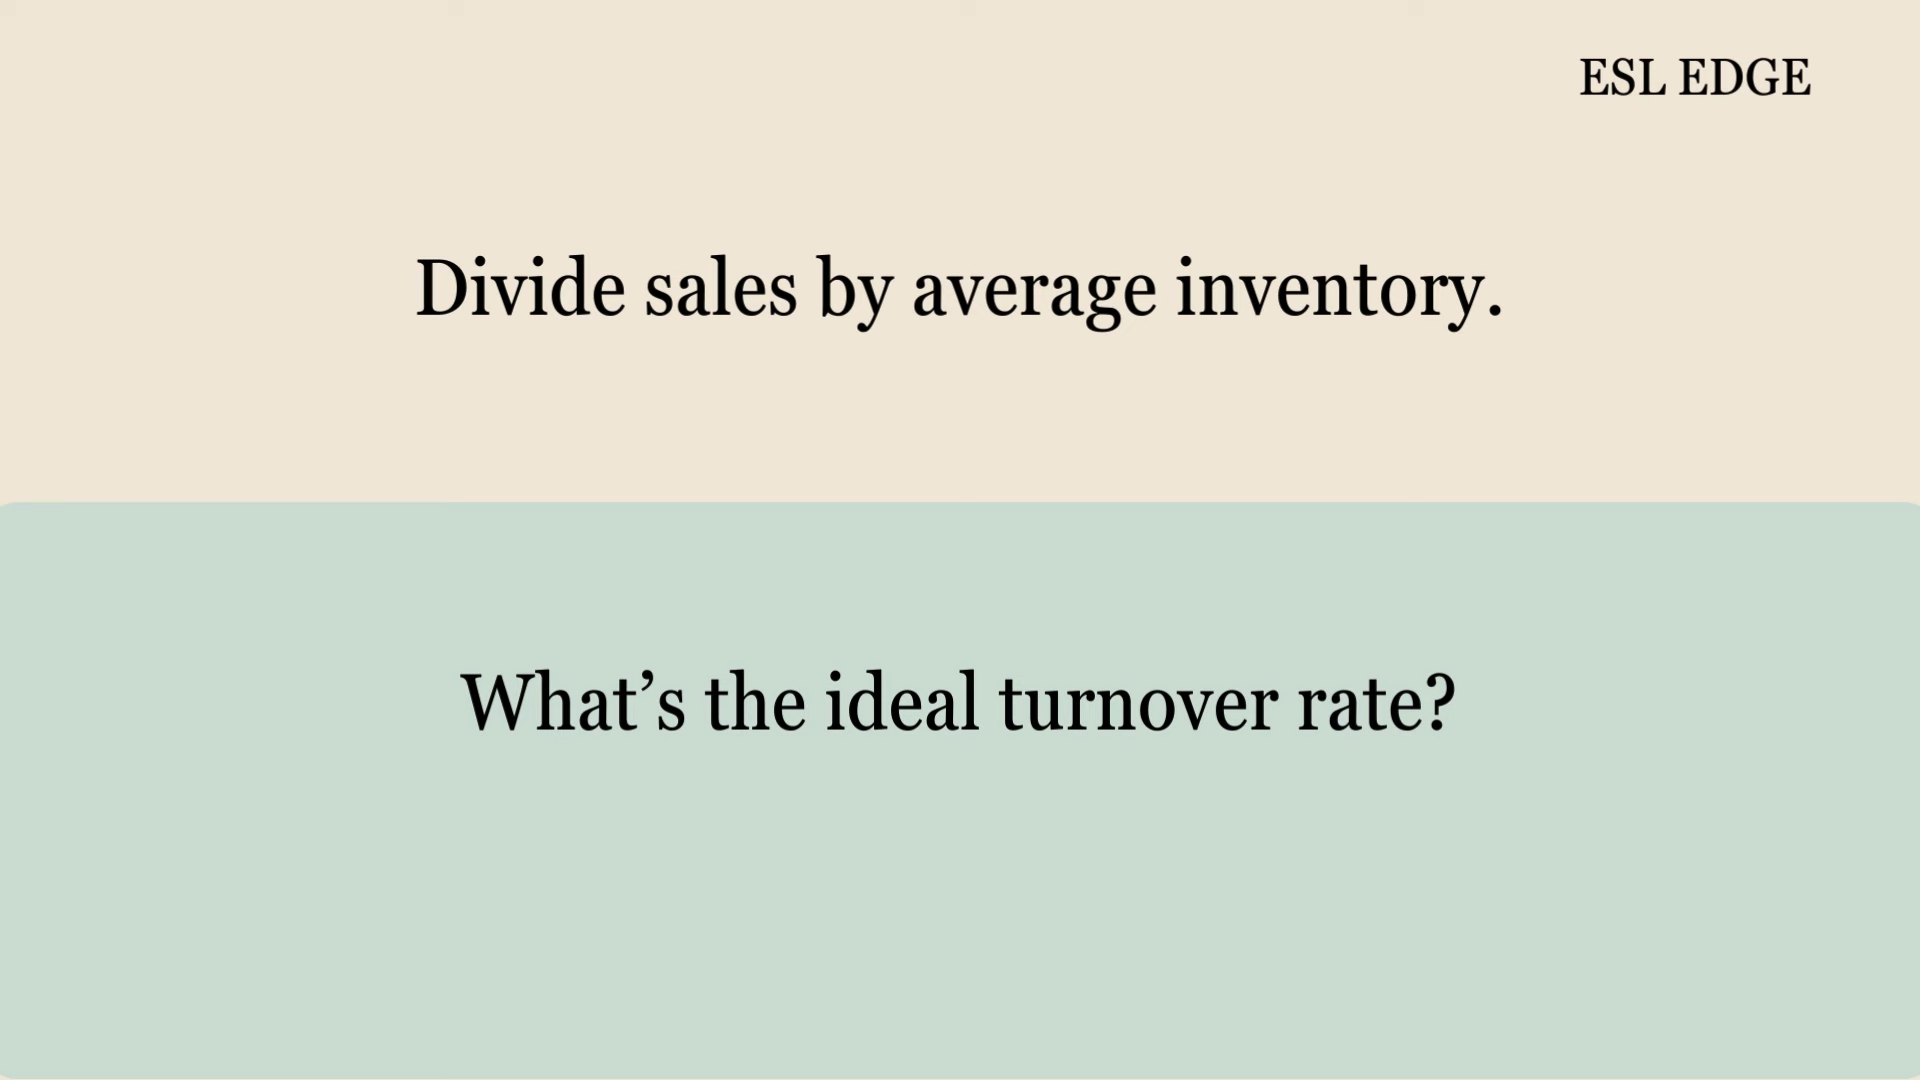 ESL EDGE
Divide sales by average inventory.
What’s the ideal turnover rate?